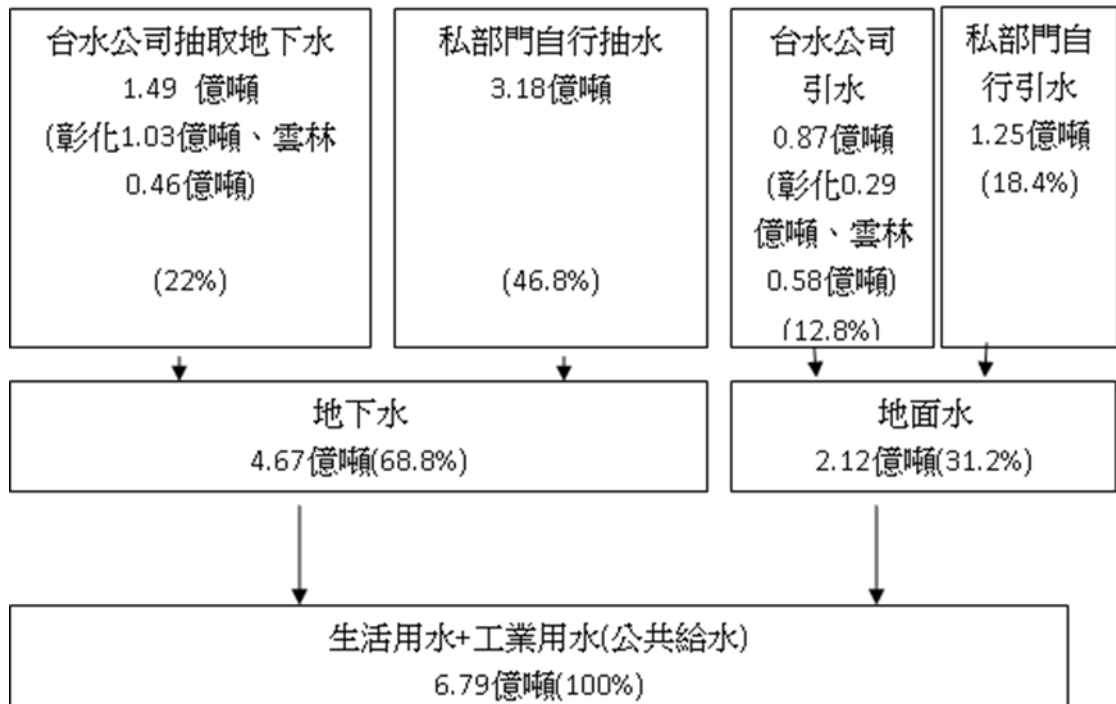 台水公司抽取地下水
1.49 億噸
(彰化1.03億噸、雲林
0.46億噸)
(22%)
私部門自行抽水
3.18億噸
(46.8%)
台水公司
引水
0.87億噸
(彰化0.29
億噸、雲林
0.58億噸)
(12.8%)
私部門自
行引水
1.25億噸
(18.4%)
地下水
4.67億噸(68.8%)
地面水
2.12億噸(31.2%)
生活用水+工業用水(公共給水)
6.79億噸(100%)